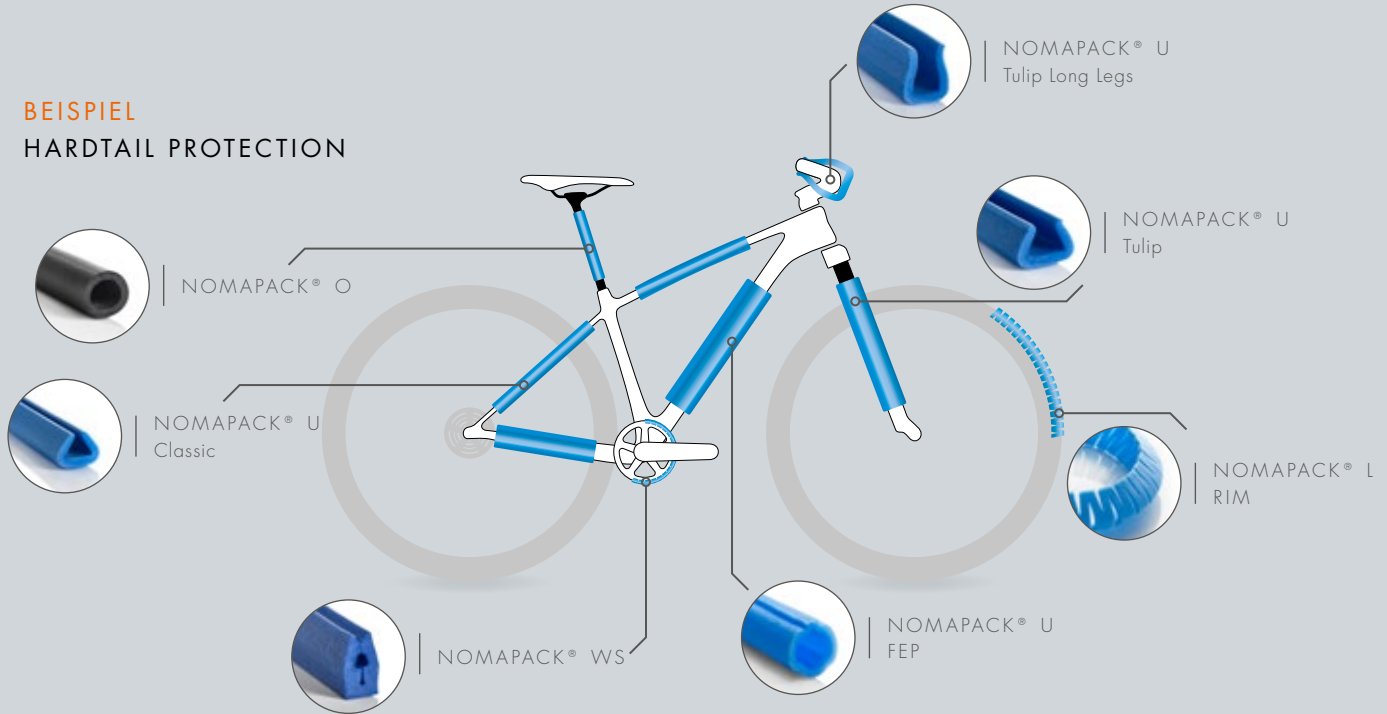 BEISPIEL
HARDTAIL PROTECTION
NOMAPACK® U
Tulip Long Legs
NOMAPACK® U
Tulip
NOMAPACK® O
NOMAPACK® U
Classic
NOMAPACK® L
RIM
NOMAPACK® WS
NOMAPACK® U
FEP